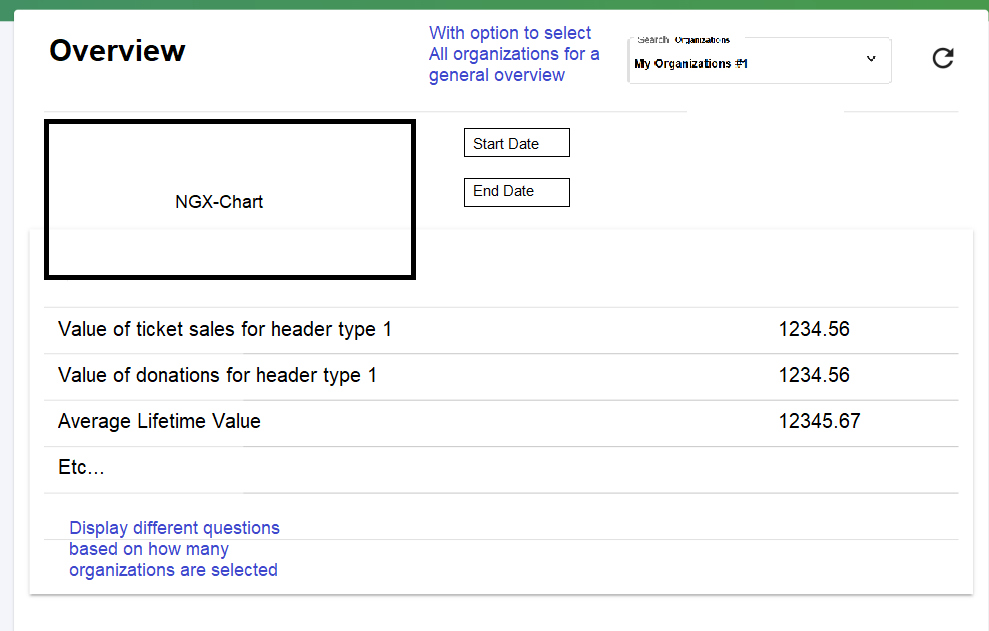 Overview
With option to select
All organizations for a
general overview
Search Organizations
My Organizations #1
Start Date
End Date
NGX-Chart
Value of ticket sales for header type 1 1234.56
Value of donations for header type 1 1234.56
Average Lifetime Value 12345.67
Etc...
Display different questions
based on how many
organizations are selected